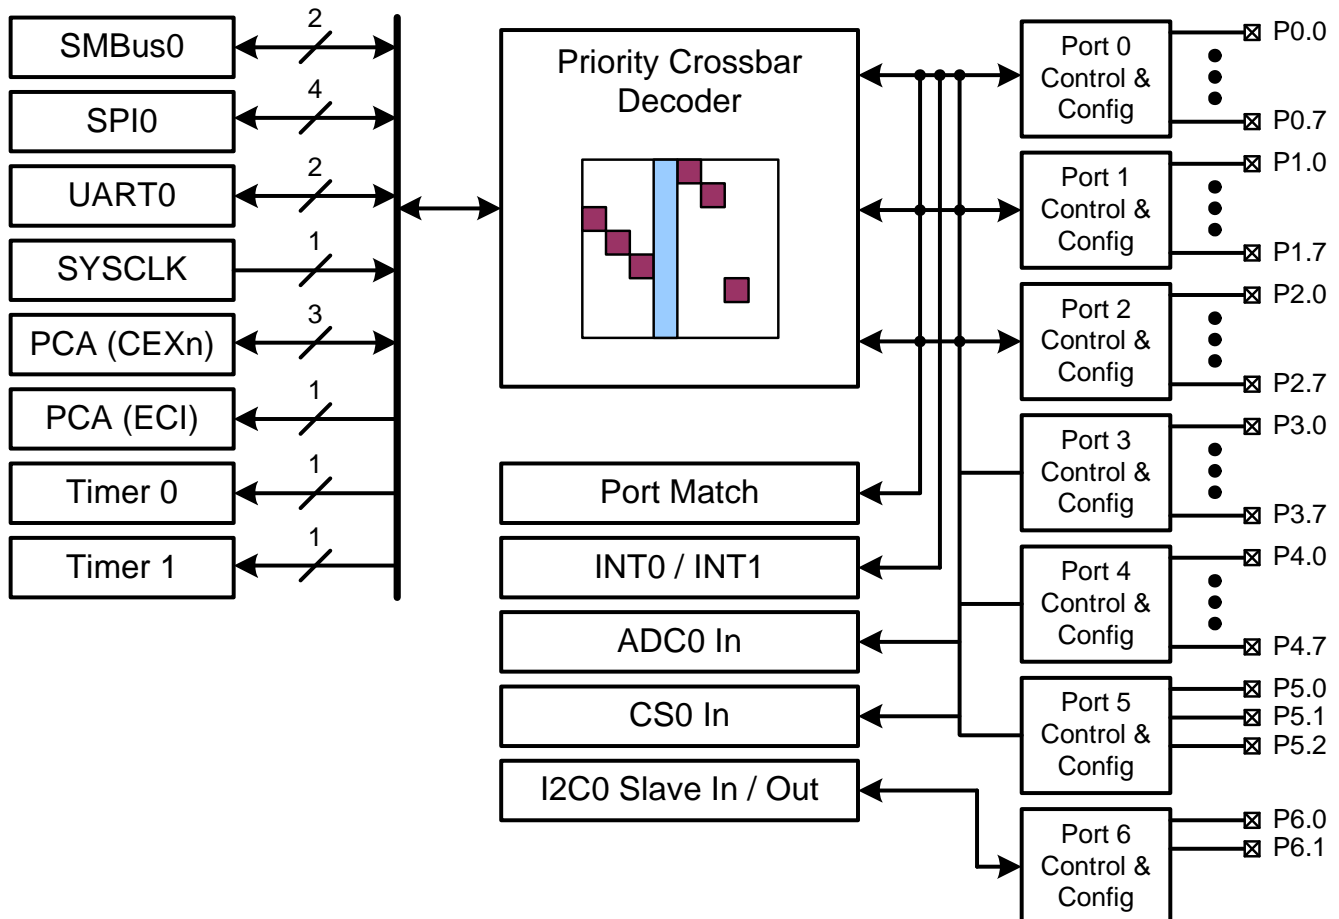 SMBus0
2
SPI0
4
UART0
2
SYSCLK
1
PCA (CEXn)
3
PCA (ECI)
1
Timer 0
1
Timer 1
1
Priority Crossbar
Decoder
Port Match
INT0 / INT1
ADC0 In
CS0 In
I2C0 Slave In / Out
Port 0
Control &
Config
P0.0
P0.7
Port 1
Control &
Config
P1.0
P1.7
Port 2
Control &
Config
P2.0
P2.7
Port 3
Control &
Config
P3.0
P3.7
Port 4
Control &
Config
P4.0
P4.7
Port 5
Control &
Config
P5.0
P5.1
P5.2
Port 6
Control &
Config
P6.0
P6.1